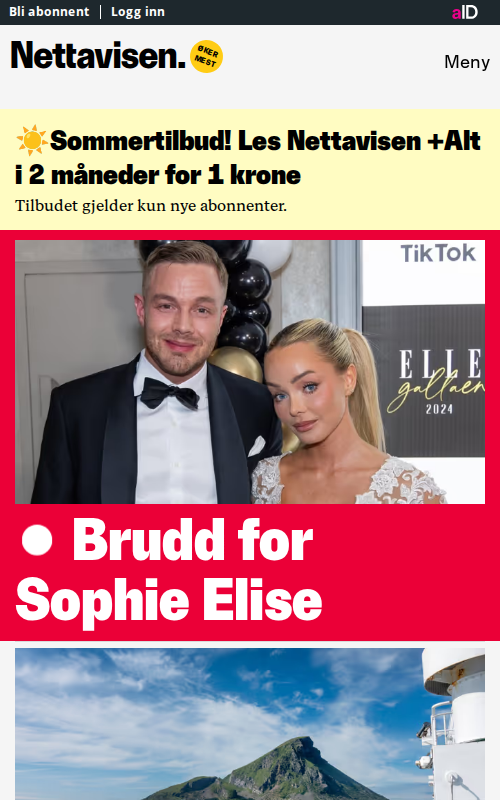 Bli abonnent | Logg inn
aID
Nettavisen.
ØKER
MEST
Meny
☀️Sommertilbud! Les Nettavisen +Alt
i 2 måneder for 1 krone
Tilbudet gjelder kun nye abonnenter.
TikTok
ELLE
gallaen
2024
Brudd for
Sophie Elise